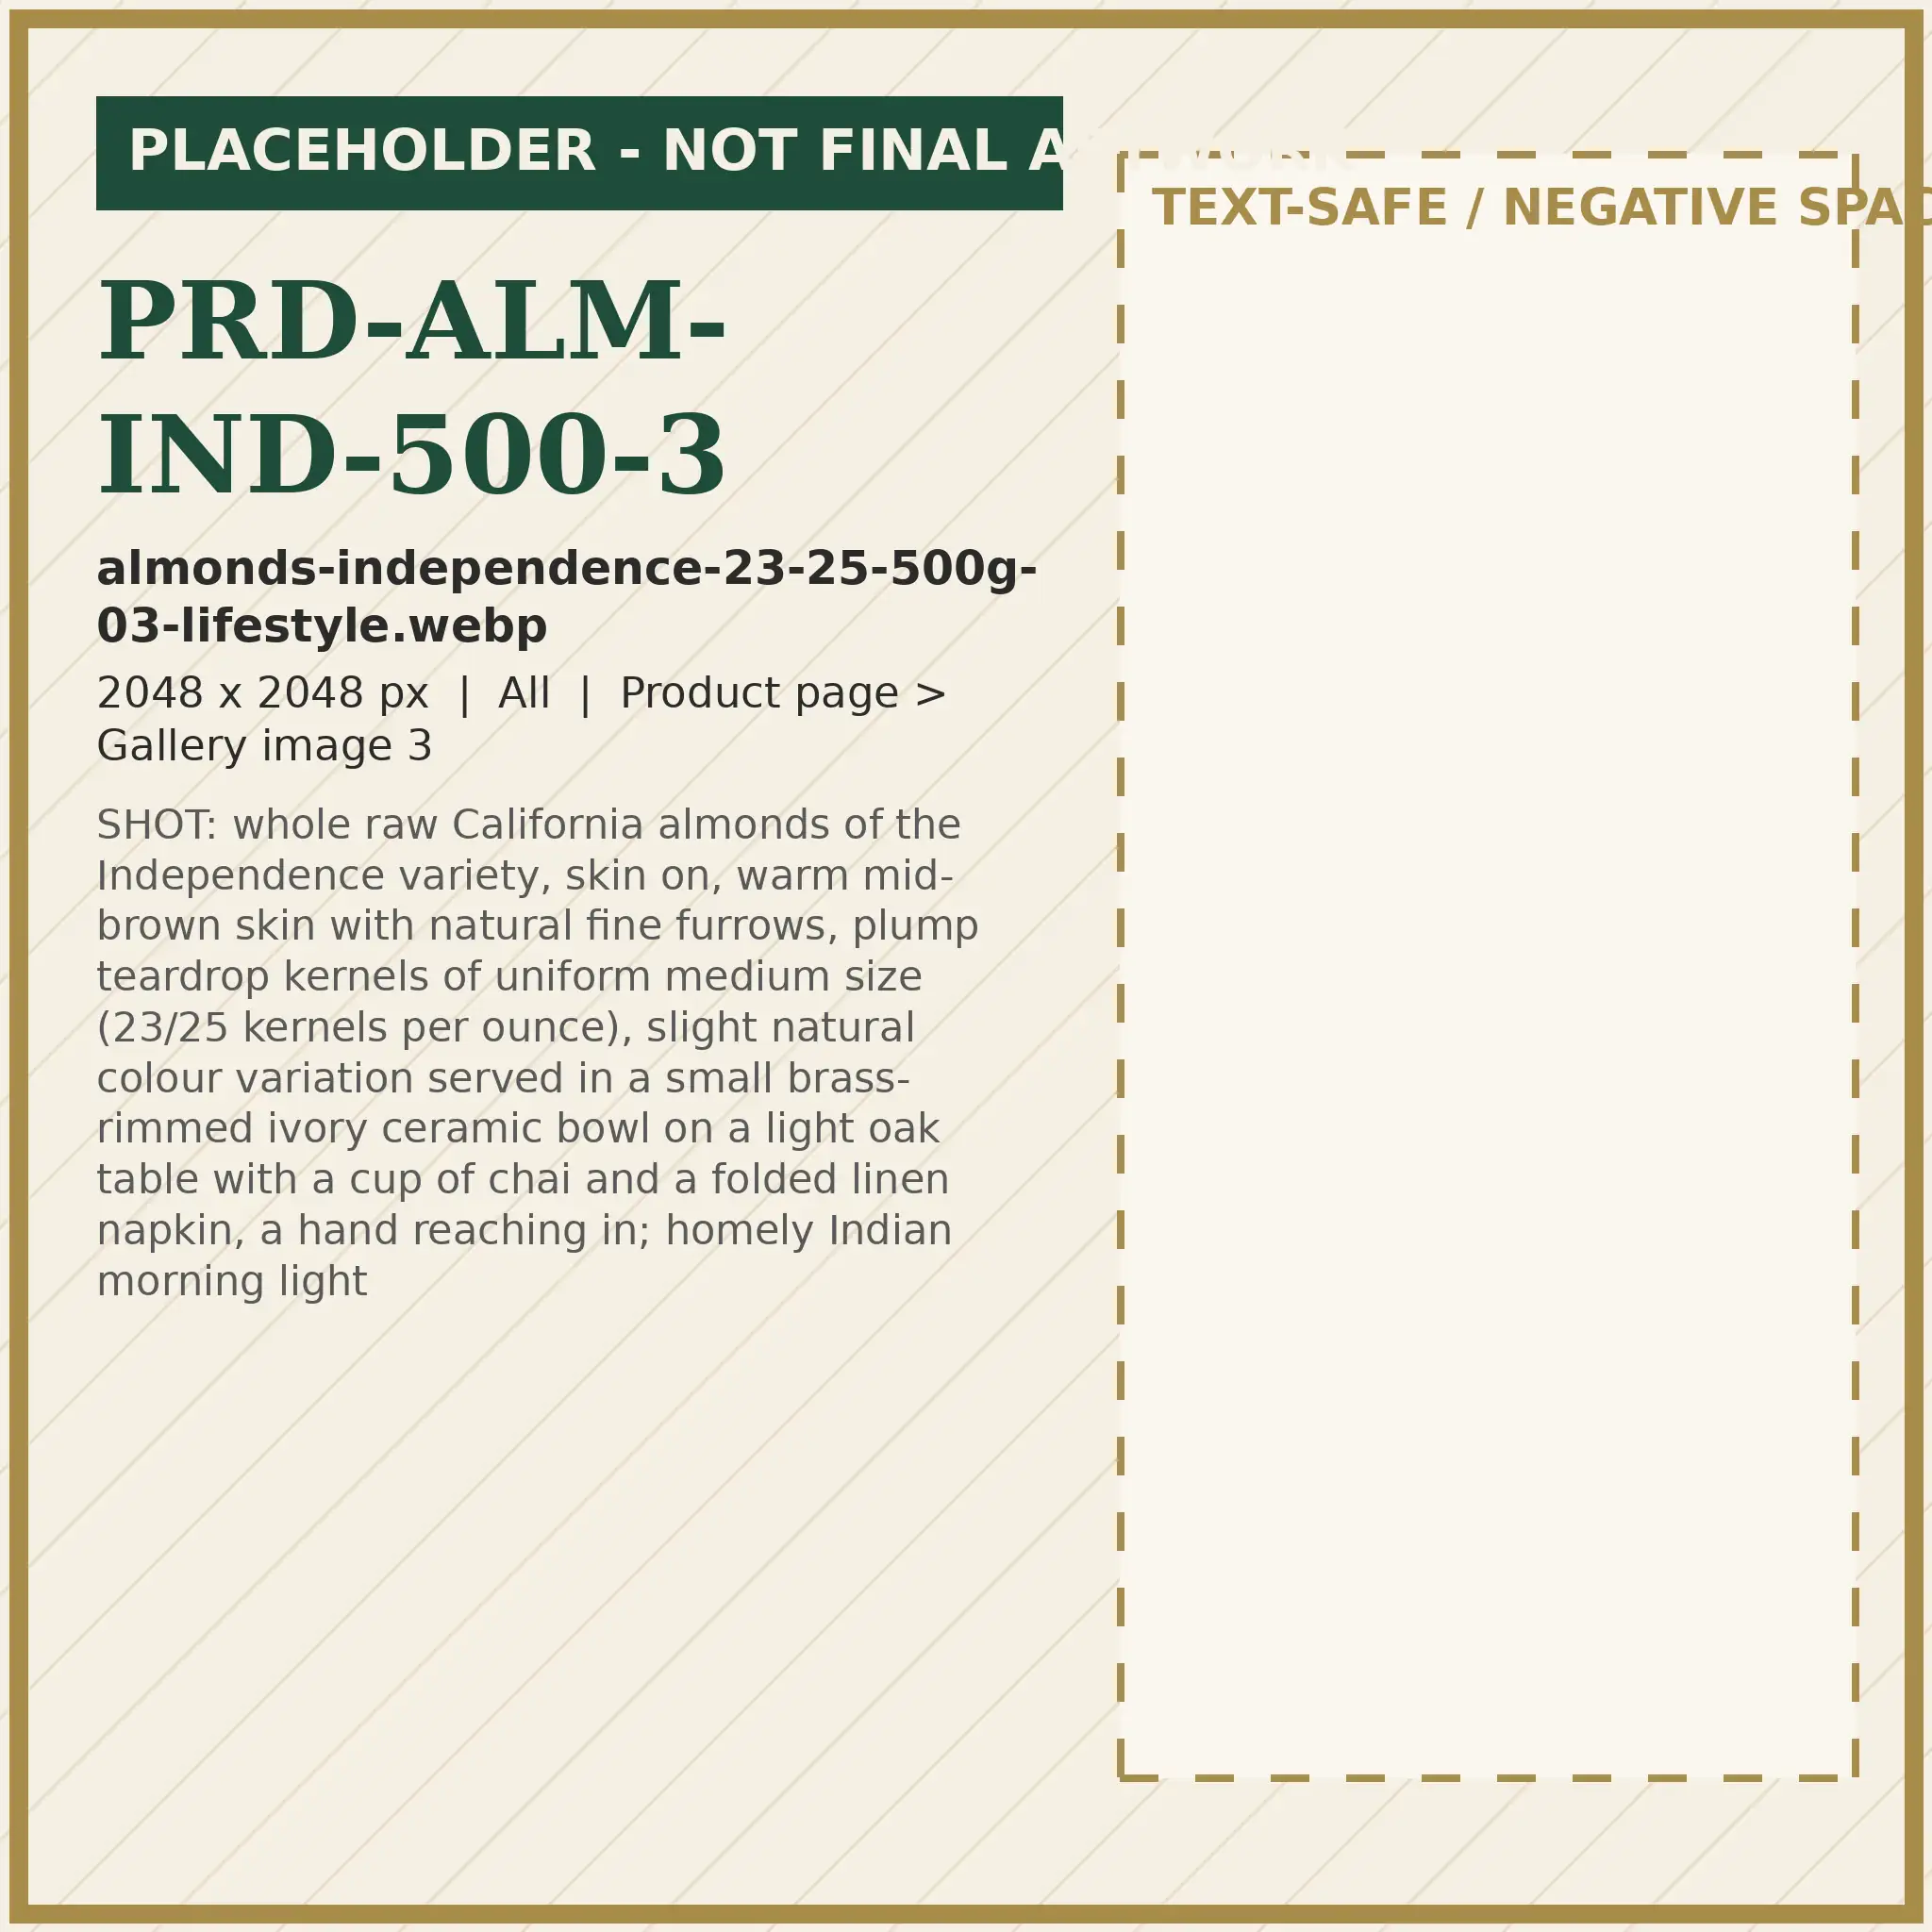 PLACEHOLDER - NOT FINAL ARTWORK
TEXT-SAFE / NEGATIVE
PRD-ALM-
IND-500-3
almonds-independence-23-25-500g-
03-lifestyle.webp
2048 x 2048 px | All | Product page >
Gallery image 3
SHOT: whole raw California almonds of the
Independence variety, skin on, warm mid-
brown skin with natural fine furrows, plump
teardrop kernels of uniform medium size
(23/25 kernels per ounce), slight natural
colour variation served in a small brass-
rimmed ivory ceramic bowl on a light oak
table with a cup of chai and a folded linen
napkin, a hand reaching in; homely Indian
morning light